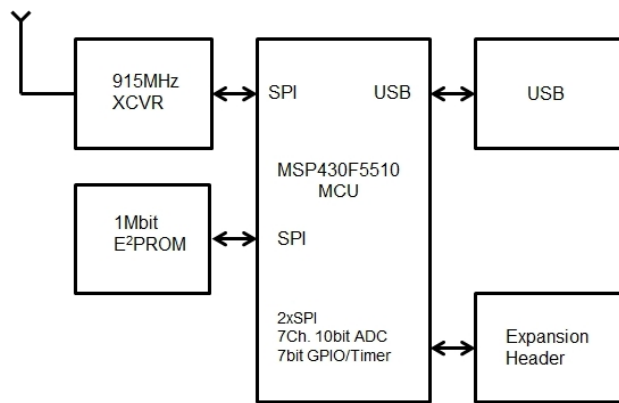 915MHz
XCVR
SPI
USB
USB
MSP430F5510
MCU
1Mbit
E²PROM
SPI
2xSPI
7Ch. 10bit ADC
7bit GPIO/Timer
Expansion
Header